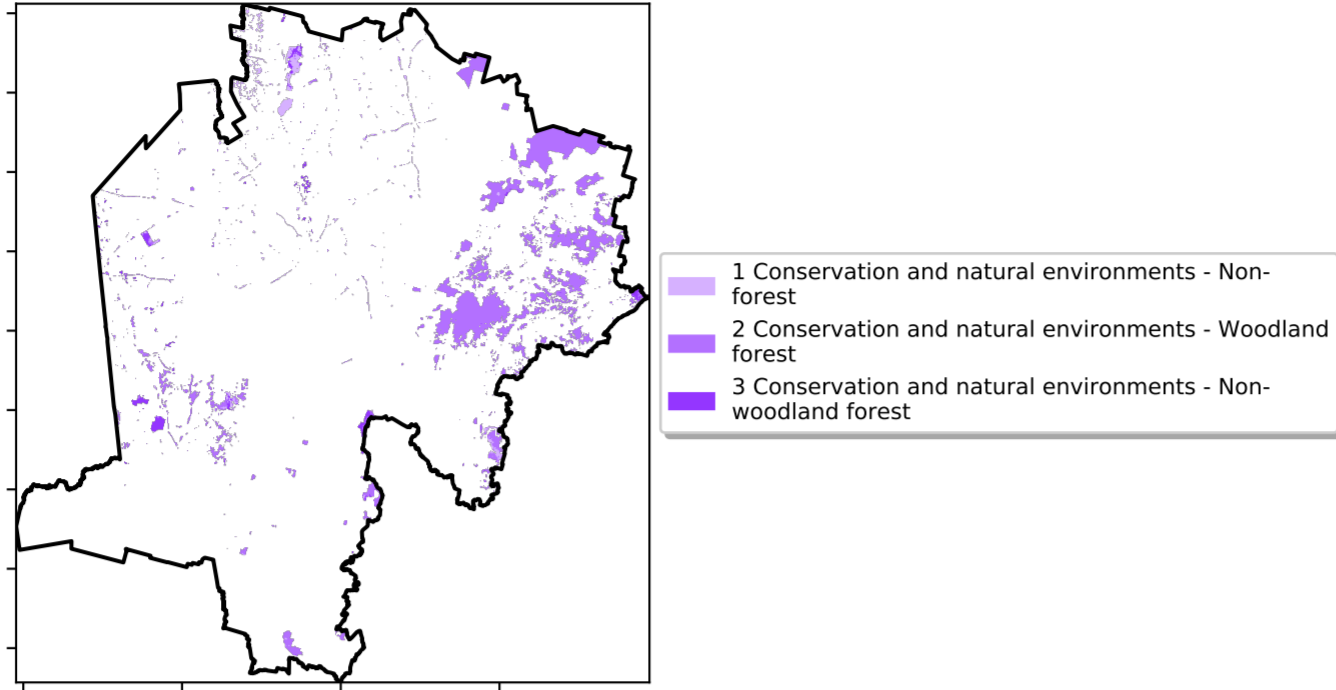 1 Conservation and natural environments - Non-
forest
2 Conservation and natural environments - Woodland
forest
3 Conservation and natural environments - Non-
woodland forest